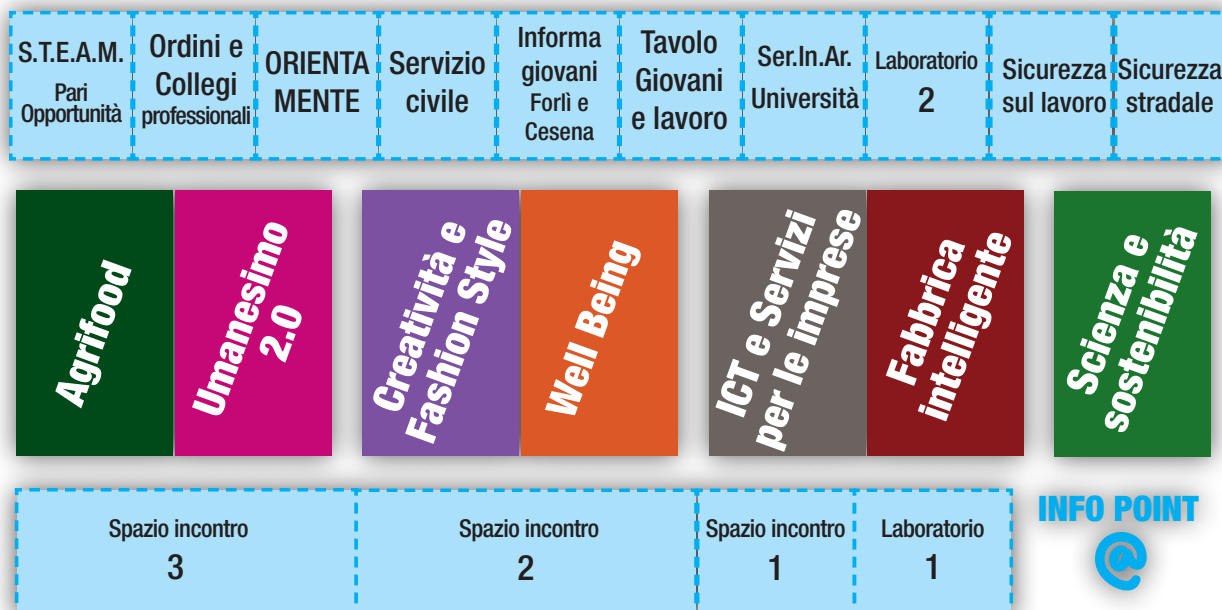 S.T.E.A.M.
Pari
Opportunità
Ordini e
Collegi
professionali
ORIENTA
MENTE
Servizio
civile
Informa
giovani
Forlì e
Cesena
Tavolo
Giovani
e lavoro
Ser.In.Ar.
Università
Laboratorio
2
Sicurezza
sul lavoro
Sicurezza
stradale
Agrifood
Umanesimo
2.0
Creatività e
Fashion Style
Well Being
ICT e Servizi
per le imprese
Fabbrica
intelligente
Scienza e
sostenibilità
Spazio incontro
3
Spazio incontro
2
Spazio incontro
1
Laboratorio
1
INFO POINT
@